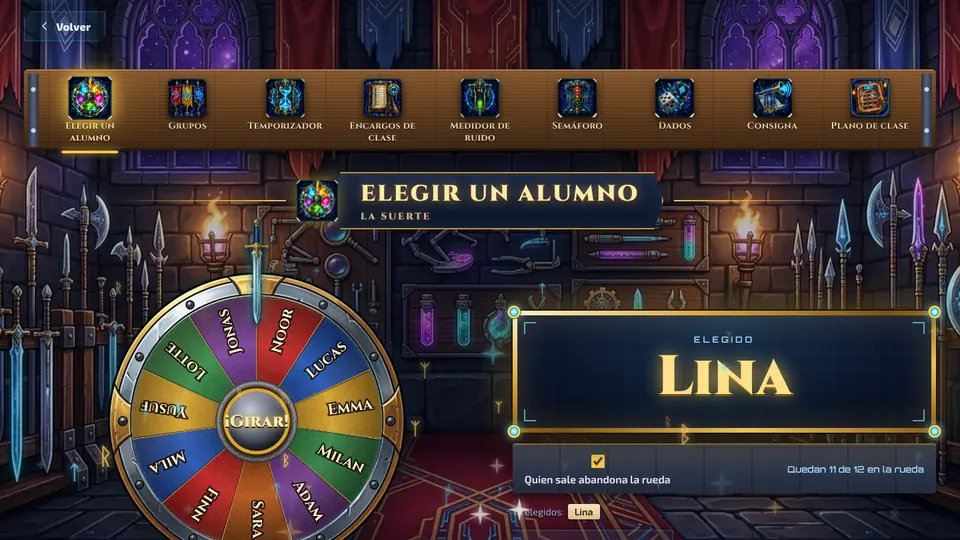 Volver
ELEGIR UN
ALUMNO
GRUPOS
TEMPORIZADOR
ENCARGOS DE
CLASE
MEDIDOR DE
RUIDO
SEMÁFORO
DADOS
CONSIGNA
PLANO DE CLASE
ELEGIR UN ALUMNO
LA SUERTE
JONAS
NOOR
LUCAS
EMMA
MILAN
ADAM
SARA
FINN
MILA
YUSUF
LOTTE
¡GIRAR!
ELEGIDO
LINA
Quien sale abandona la rueda
Quedan 11 de 12 en la rueda
elegidos: Lina